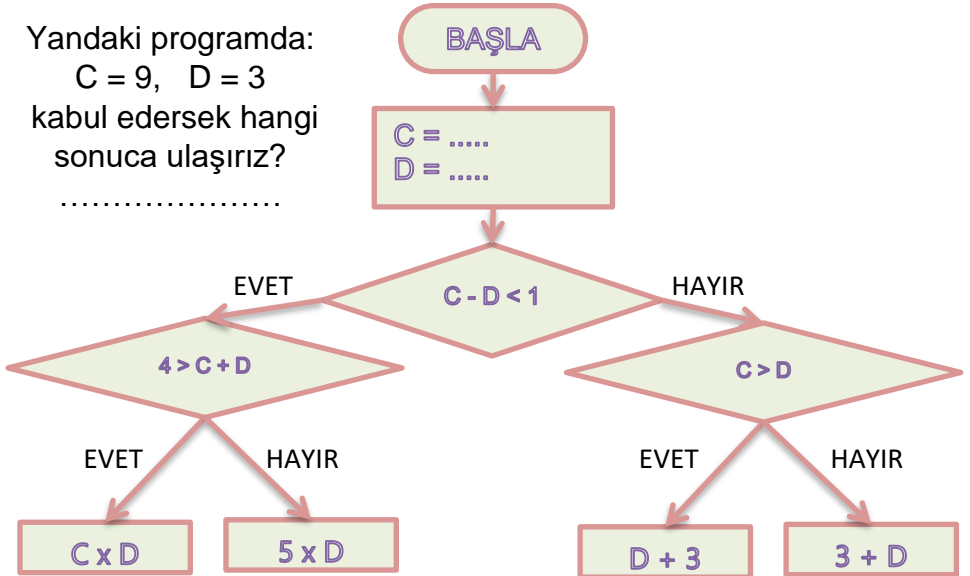 Yandaki programda:
C = 9,   D = 3
kabul edersek hangi
sonuca ulaşırız?
…………………
BAŞLA
C = .....
D = .....
C - D < 1
EVET
HAYIR
4 > C + D
C > D
EVET
HAYIR
EVET
HAYIR
C x D
5 x D
D + 3
3 + D